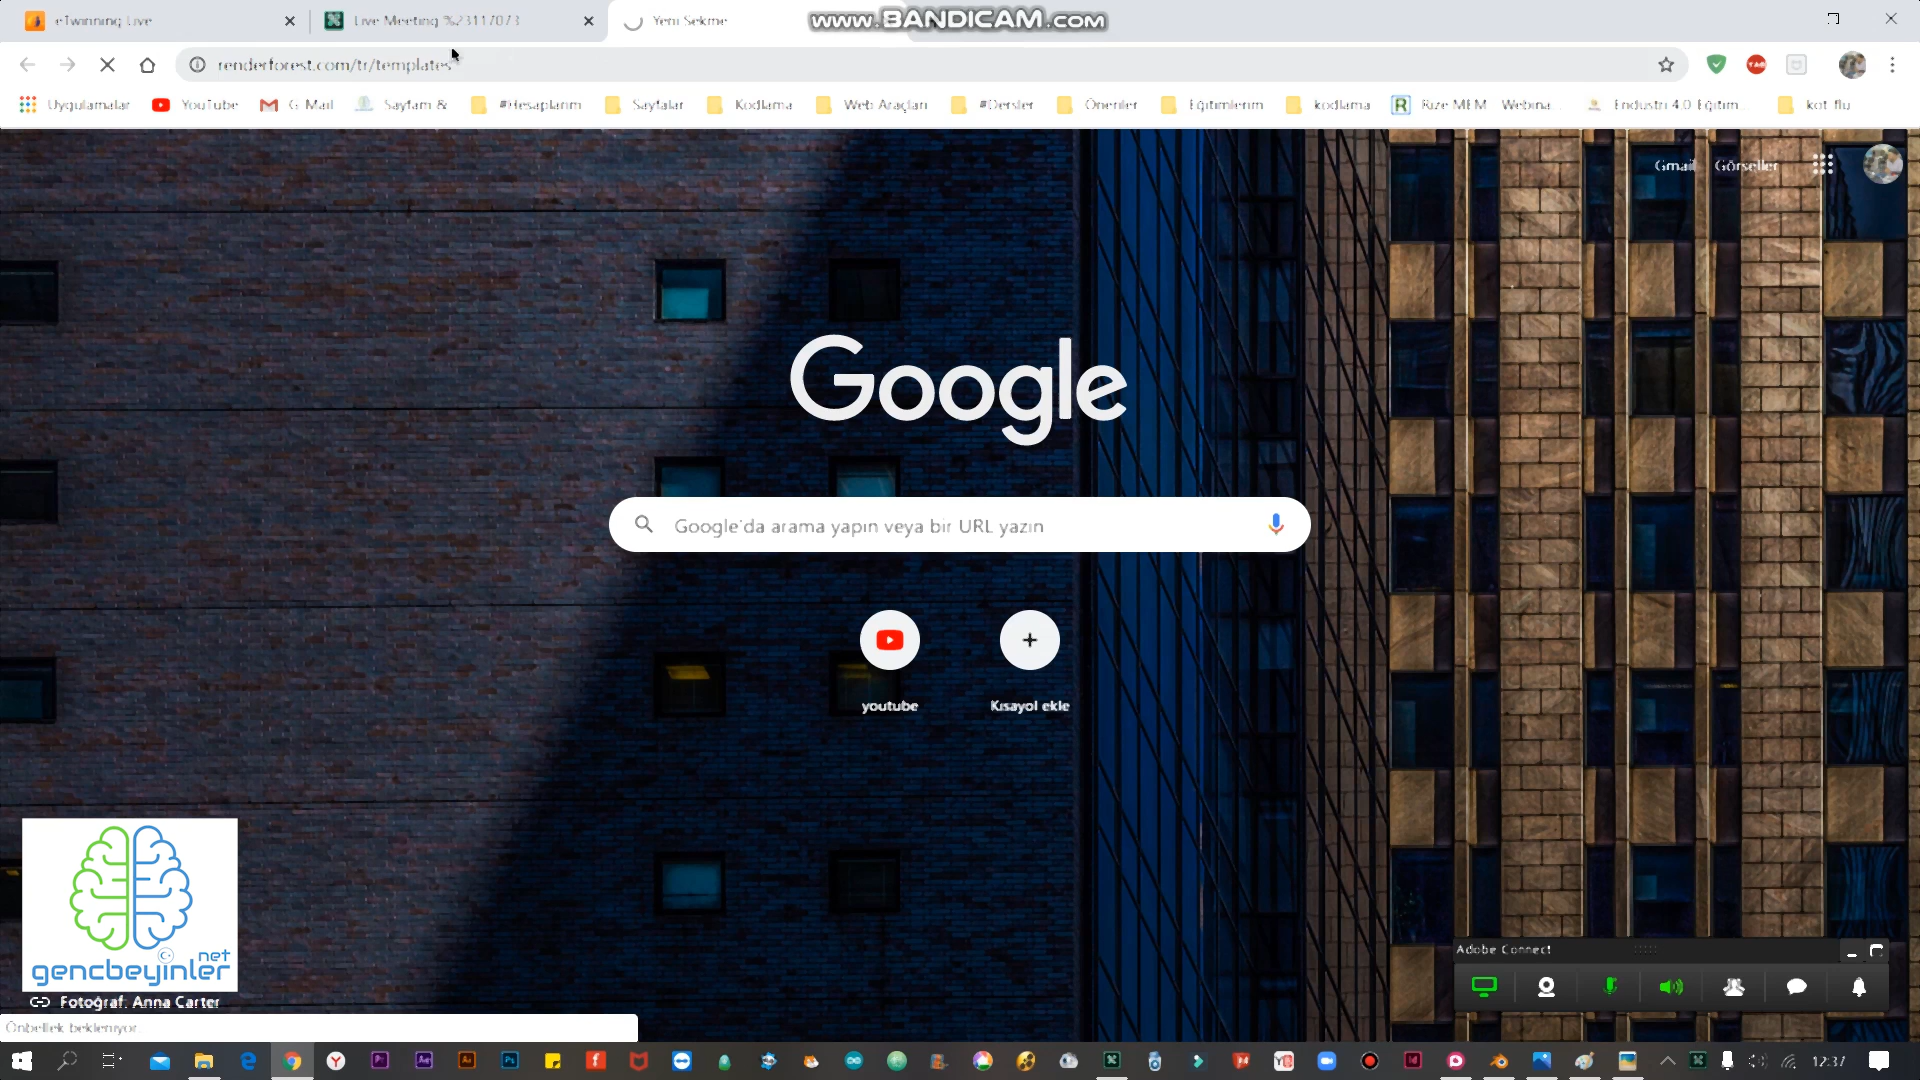 eTwinning Live
Live Meeting %23117073
Yeni Sekme
www.BANDICAM.com
renderforest.com/tr/templates
Uygulamalar
YouTube
G Mail
Sayfam &
#Hesaplarım
Sayfalar
Kodlama
Web Araçları
#Dersler
Öneriler
Eğitimlerim
kodlama
Rize MEM Webina...
Endüstri 4.0 Eğitim...
kot flu
Gmail
Görseller
Google
Google'da arama yapın veya bir URL yazın
youtube
Kısayol ekle
net
gencbeyinler
Fotoğraf: Anna Carter
Adobe Connect
Önbellek bekleniyor...
12:37